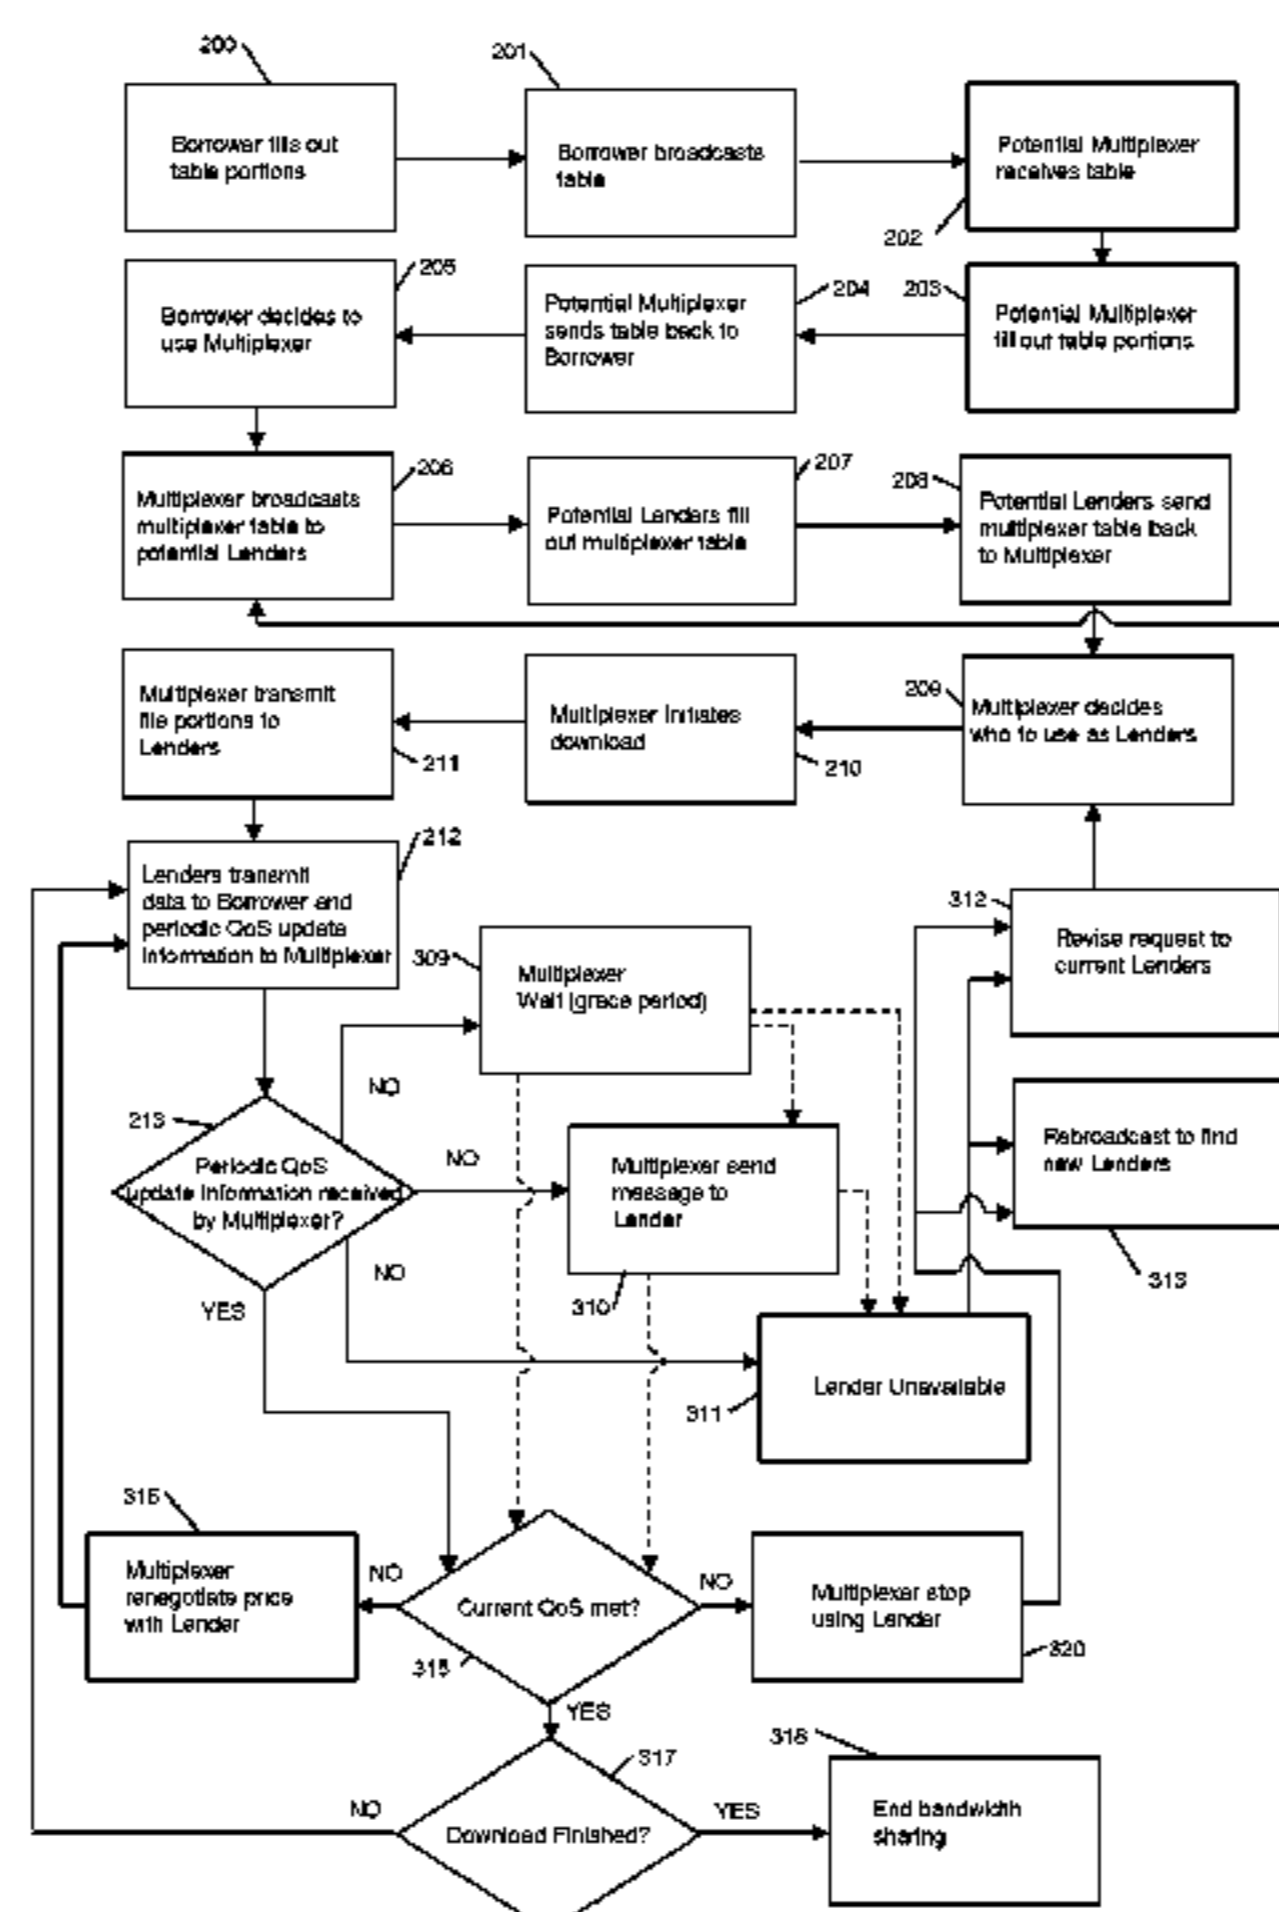 200
201
Borrower fills out
table portions
Borrower broadcasts
table
Potential Multiplexer
receives table
202
205
Borrower decides to
use Multiplexer
204
Potential Multiplexer
sends table back to
Borrower
203
Potential Multiplexer
fill out table portions
206
Multiplexer broadcasts
multiplexer table to
potential Lenders
207
Potential Lenders fill
out multiplexer table
208
Potential Lenders send
multiplexer table back
to Multiplexer
Multiplexer transmit
file portions to
Lenders
211
Multiplexer initiates
download
210
209
Multiplexer decides
who to use as Lenders
212
Lenders transmit
data to Borrower and
periodic QoS update
information to Multiplexer
309
Multiplexer
Wait (grace period)
312
Revise request to
current Lenders
NO
213
Periodic QoS
update information received
by Multiplexer?
NO
Multiplexer send
message to
Lender
Rebroadcast to find
new Lenders
NO
YES
310
313
Lender Unavailable
311
316
Multiplexer
renegotiate price
with Lender
NO
Current QoS met?
315
NO
Multiplexer stop
using Lender
320
YES
317
318
NO
Download Finished?
YES
End bandwidth
sharing